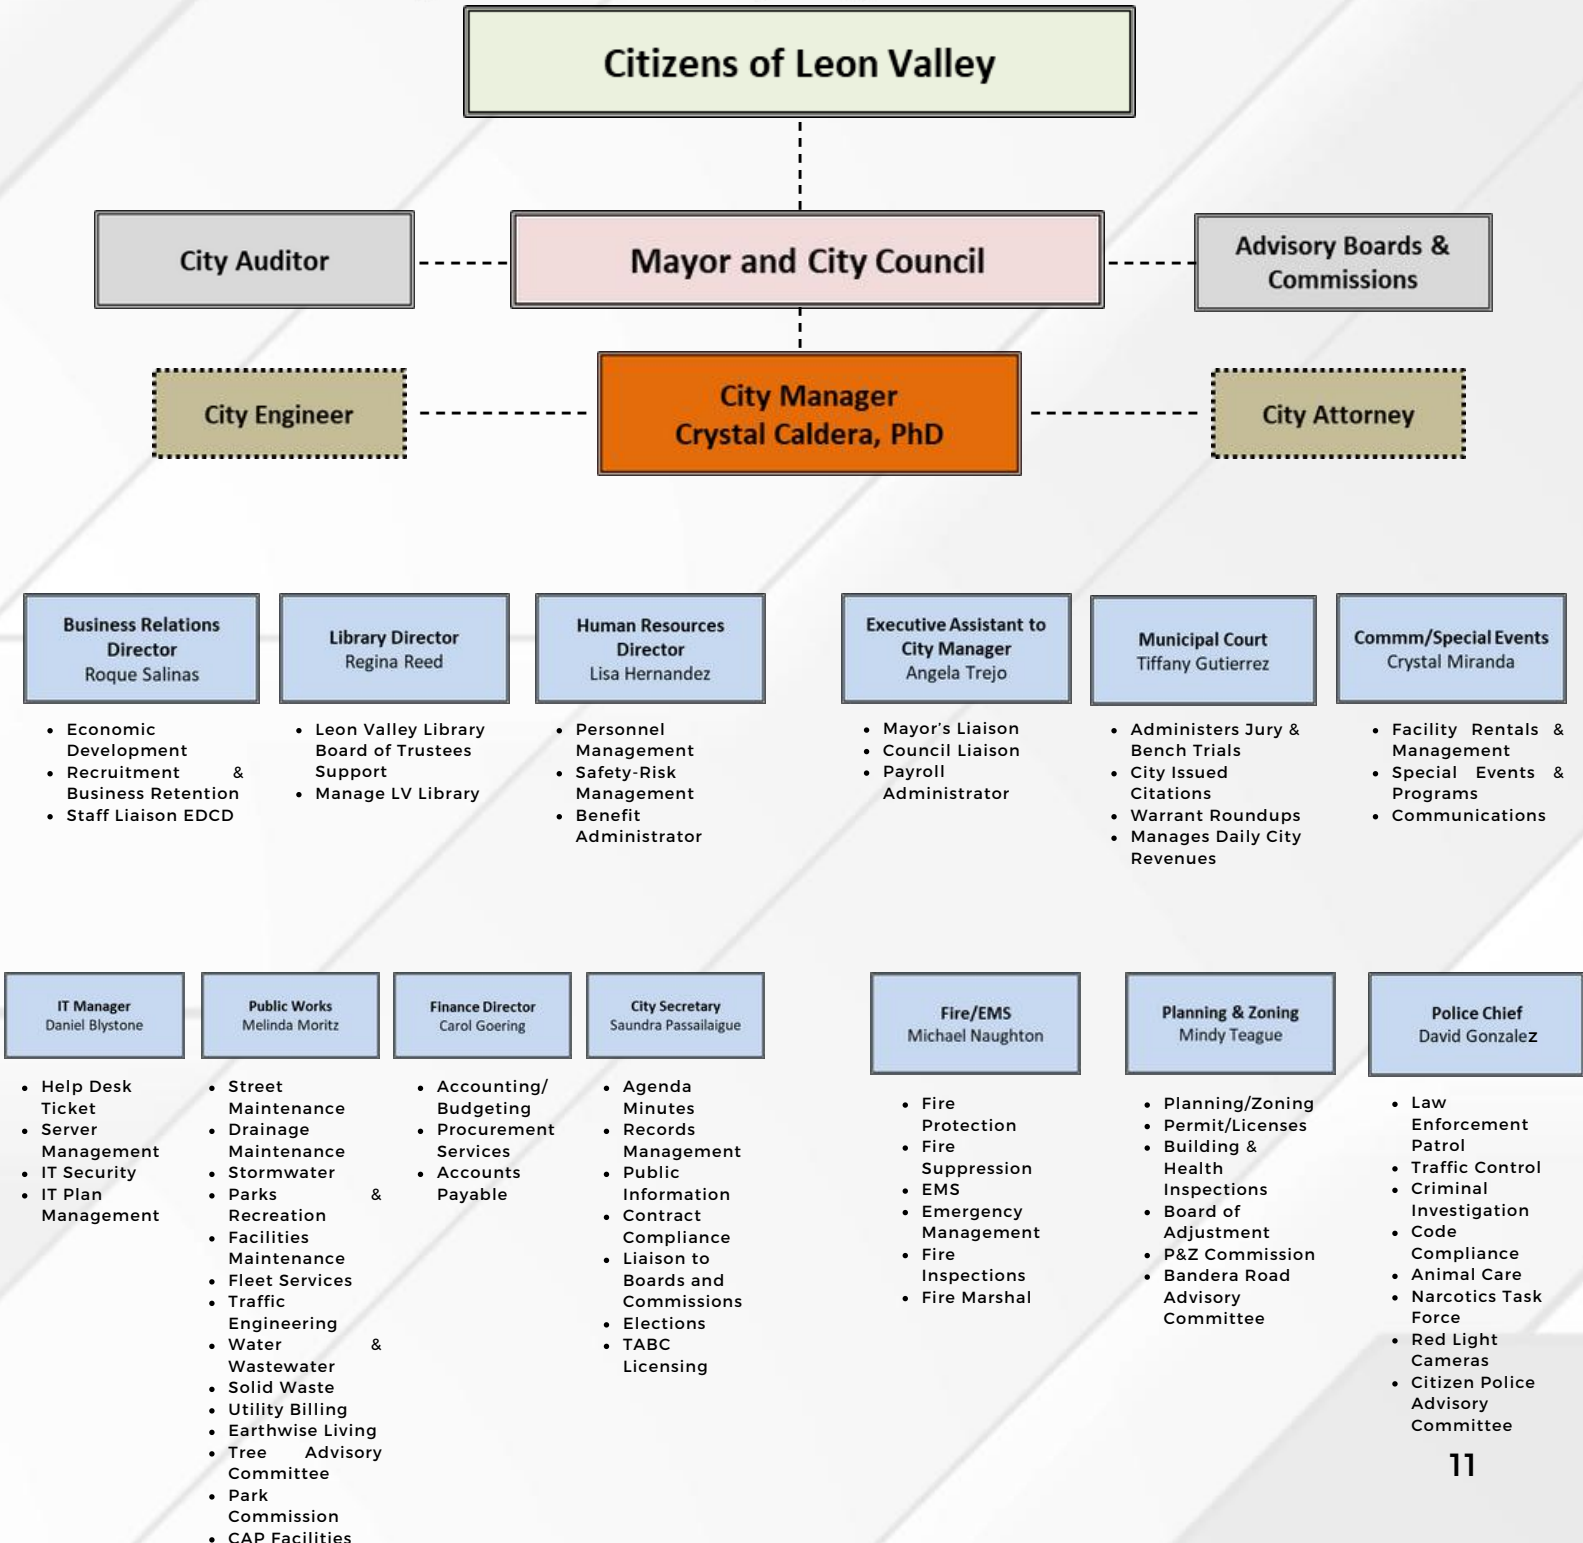 Citizens of Leon Valley
City Auditor
Mayor and City Council
Advisory Boards &
Commissions
City Engineer
City Manager
Crystal Caldera, PhD
City Attorney
Business Relations
Director
Roque Salinas
• Economic
Development
• Recruitment &
Business Retention
• Staff Liaison EDCD
Library Director
Regina Reed
• Leon Valley Library
Board of Trustees
Support
• Manage LV Library
Human Resources
Director
Lisa Hernandez
• Personnel
Management
• Safety-Risk
Management
• Benefit
Administrator
Executive Assistant to
City Manager
Angela Trejo
• Mayor's Liaison
• Council Liaison
• Payroll
Administrator
Municipal Court
Tiffany Gutierrez
• Administers Jury &
Bench Trials
• City Issued
Citations
• Warrant Roundups
• Manages Daily City
Revenues
Commm/Special Events
Crystal Miranda
• Facility Rentals &
Management
• Special Events &
Programs
• Communications
IT Manager
Daniel Blystone
• Help Desk
Ticket
• Server
Management
• IT Security
• IT Plan
Management
Public Works
Melinda Moritz
• Street
Maintenance
• Drainage
Maintenance
• Stormwater
• Parks &
Recreation
• Facilities
Maintenance
• Fleet Services
• Traffic
Engineering
• Water &
Wastewater
• Solid Waste
• Utility Billing
• Earthwise Living
• Tree Advisory
Committee
• Park
Commission
• CAP Facilities
Finance Director
Carol Goering
• Accounting/
Budgeting
• Procurement
Services
• Accounts
Payable
City Secretary
Saundra Passailaigue
• Agenda
Minutes
• Records
Management
• Public
Information
• Contract
Compliance
• Liaison to
Boards and
Commissions
• Elections
• TABC
Licensing
Fire/EMS
Michael Naughton
• Fire
Protection
• Fire
Suppression
• EMS
• Emergency
Management
• Fire
Inspections
• Fire Marshal
Planning & Zoning
Mindy Teague
• Planning/Zoning
• Permit/Licenses
• Building &
Health
Inspections
• Board of
Adjustment
• P&Z Commission
• Bandera Road
Advisory
Committee
Police Chief
David Gonzalez
• Law
Enforcement
Patrol
• Traffic Control
• Criminal
Investigation
• Code
Compliance
• Animal Care
• Narcotics Task
Force
• Red Light
Cameras
• Citizen Police
Advisory
Committee
11